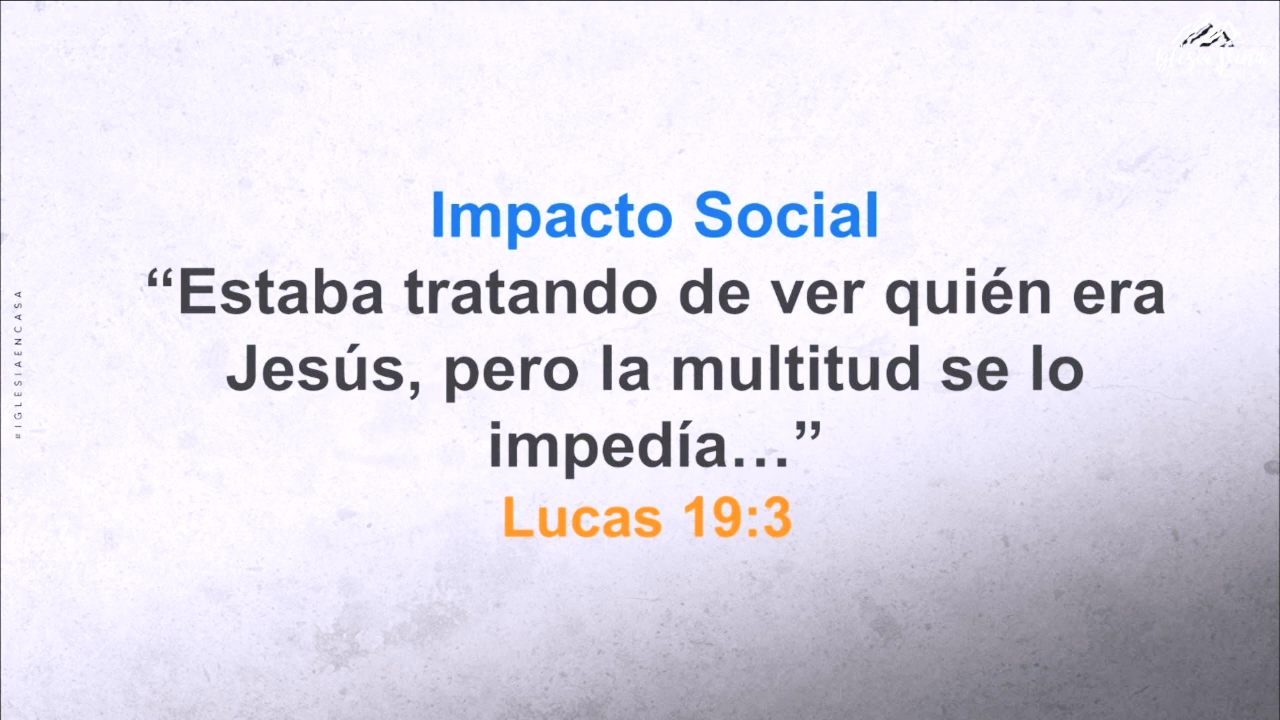 Impacto Social
“Estaba tratando de ver quién era
Jesús, pero la multitud se lo
impedía…”
Lucas 19:3
#IGLESIAENCASA